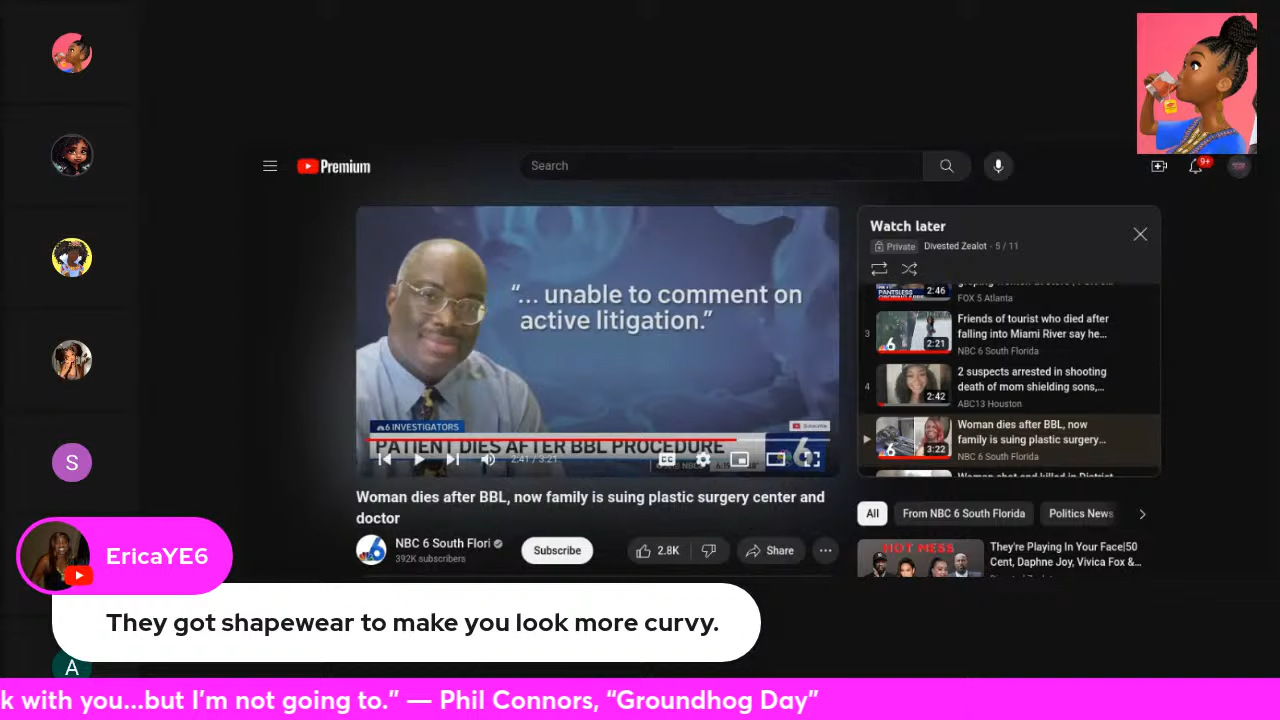 Premium
Search
9+
Watch later
Private Divested Zealot - 5 / 11
2:46
FOX 5 Atlanta
3
Friends of tourist who died after
falling into Miami River say he...
2:21
NBC 6 South Florida
4
2 suspects arrested in shooting
death of mom shielding sons,...
2:42
ABC13 Houston
Woman dies after BBL, now
family is suing plastic surgery...
3:22
NBC 6 South Florida
“... unable to comment on
active litigation.”
6 INVESTIGATORS
Subscribe
PATIENT DIES AFTER BBL PROCEDURE
2:41 / 3:21
CC
6
Woman dies after BBL, now family is suing plastic surgery center and
doctor
NBC 6 South Flori
392K subscribers
Subscribe
2.8K
Share
All
From NBC 6 South Florida
Politics News
HOT MESS
They're Playing In Your Face|50
Cent, Daphne Joy, Vivica Fox &...
S
EricaYE6
They got shapewear to make you look more curvy.
A
k with you...but I’m not going to.” — Phil Connors, “Groundhog Day”